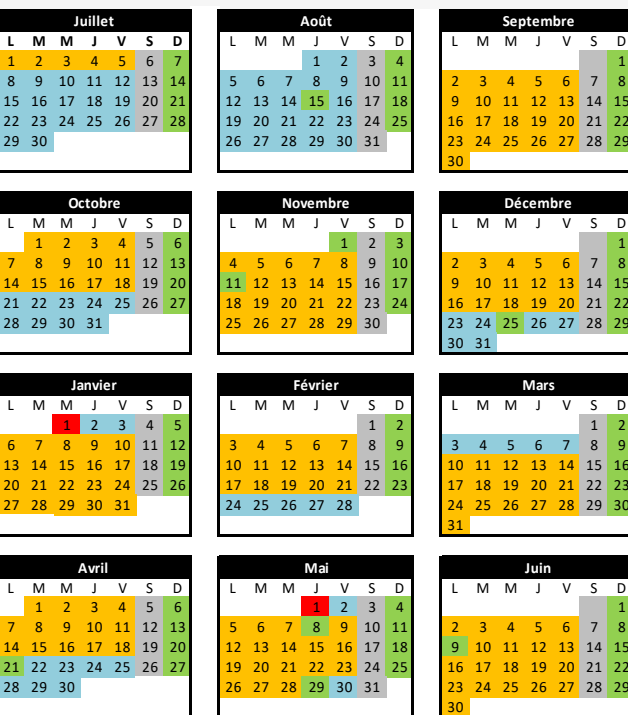 Juillet
L M M J V S D
1 2 3 4 5 6 7
8 9 10 11 12 13 14
15 16 17 18 19 20 21
22 23 24 25 26 27 28
29 30
Août
L M M J V S D
1 2 3 4
5 6 7 8 9 10 11
12 13 14 15 16 17 18
19 20 21 22 23 24 25
26 27 28 29 30 31
Septembre
L M M J V S D
1
2 3 4 5 6 7 8
9 10 11 12 13 14 15
16 17 18 19 20 21 22
23 24 25 26 27 28 29
30
Octobre
L M M J V S D
1 2 3 4 5 6
7 8 9 10 11 12 13
14 15 16 17 18 19 20
21 22 23 24 25 26 27
28 29 30 31
Novembre
L M M J V S D
1 2 3
4 5 6 7 8 9 10
11 12 13 14 15 16 17
18 19 20 21 22 23 24
25 26 27 28 29 30
Décembre
L M M J V S D
1
2 3 4 5 6 7 8
9 10 11 12 13 14 15
16 17 18 19 20 21 22
23 24 25 26 27 28 29
30 31
Janvier
L M M J V S D
1 2 3 4 5
6 7 8 9 10 11 12
13 14 15 16 17 18 19
20 21 22 23 24 25 26
27 28 29 30 31
Février
L M M J V S D
1 2
3 4 5 6 7 8 9
10 11 12 13 14 15 16
17 18 19 20 21 22 23
24 25 26 27 28
Mars
L M M J V S D
1 2
3 4 5 6 7 8 9
10 11 12 13 14 15 16
17 18 19 20 21 22 23
24 25 26 27 28 29 30
31
Avril
L M M J V S D
1 2 3 4 5 6
7 8 9 10 11 12 13
14 15 16 17 18 19 20
21 22 23 24 25 26 27
28 29 30
Mai
L M M J V S D
1 2 3 4
5 6 7 8 9 10 11
12 13 14 15 16 17 18
19 20 21 22 23 24 25
26 27 28 29 30 31
Juin
L M M J V S D
1
2 3 4 5 6 7 8
9 10 11 12 13 14 15
16 17 18 19 20 21 22
23 24 25 26 27 28 29
30